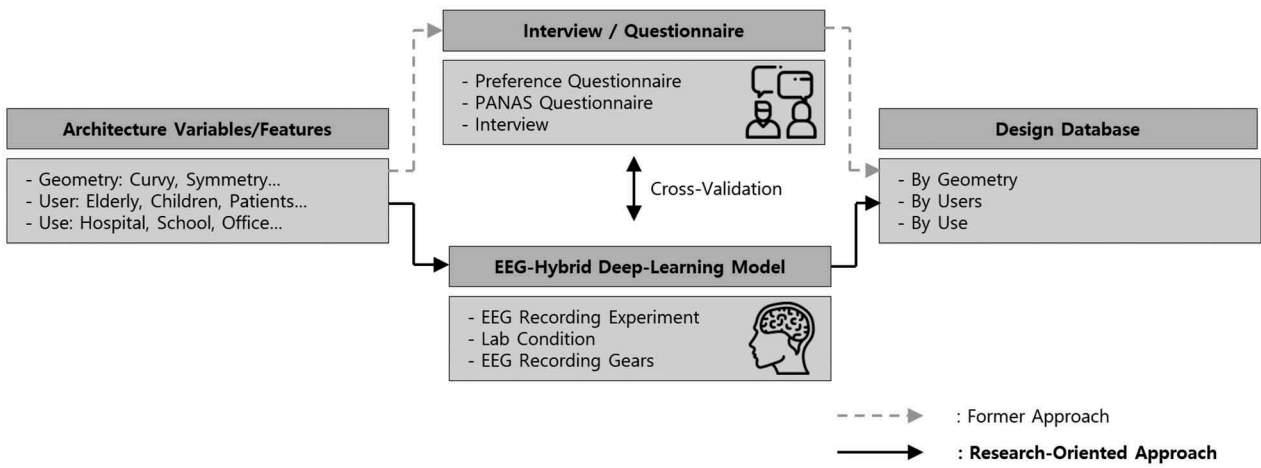 Interview / Questionnaire
- Preference Questionnaire
- PANAS Questionnaire
- Interview
Architecture Variables/Features
- Geometry: Curvy, Symmetry...
- User: Elderly, Children, Patients...
- Use: Hospital, School, Office...
Cross-Validation
Design Database
- By Geometry
- By Users
- By Use
EEG-Hybrid Deep-Learning Model
- EEG Recording Experiment
- Lab Condition
- EEG Recording Gears
: Former Approach
: Research-Oriented Approach